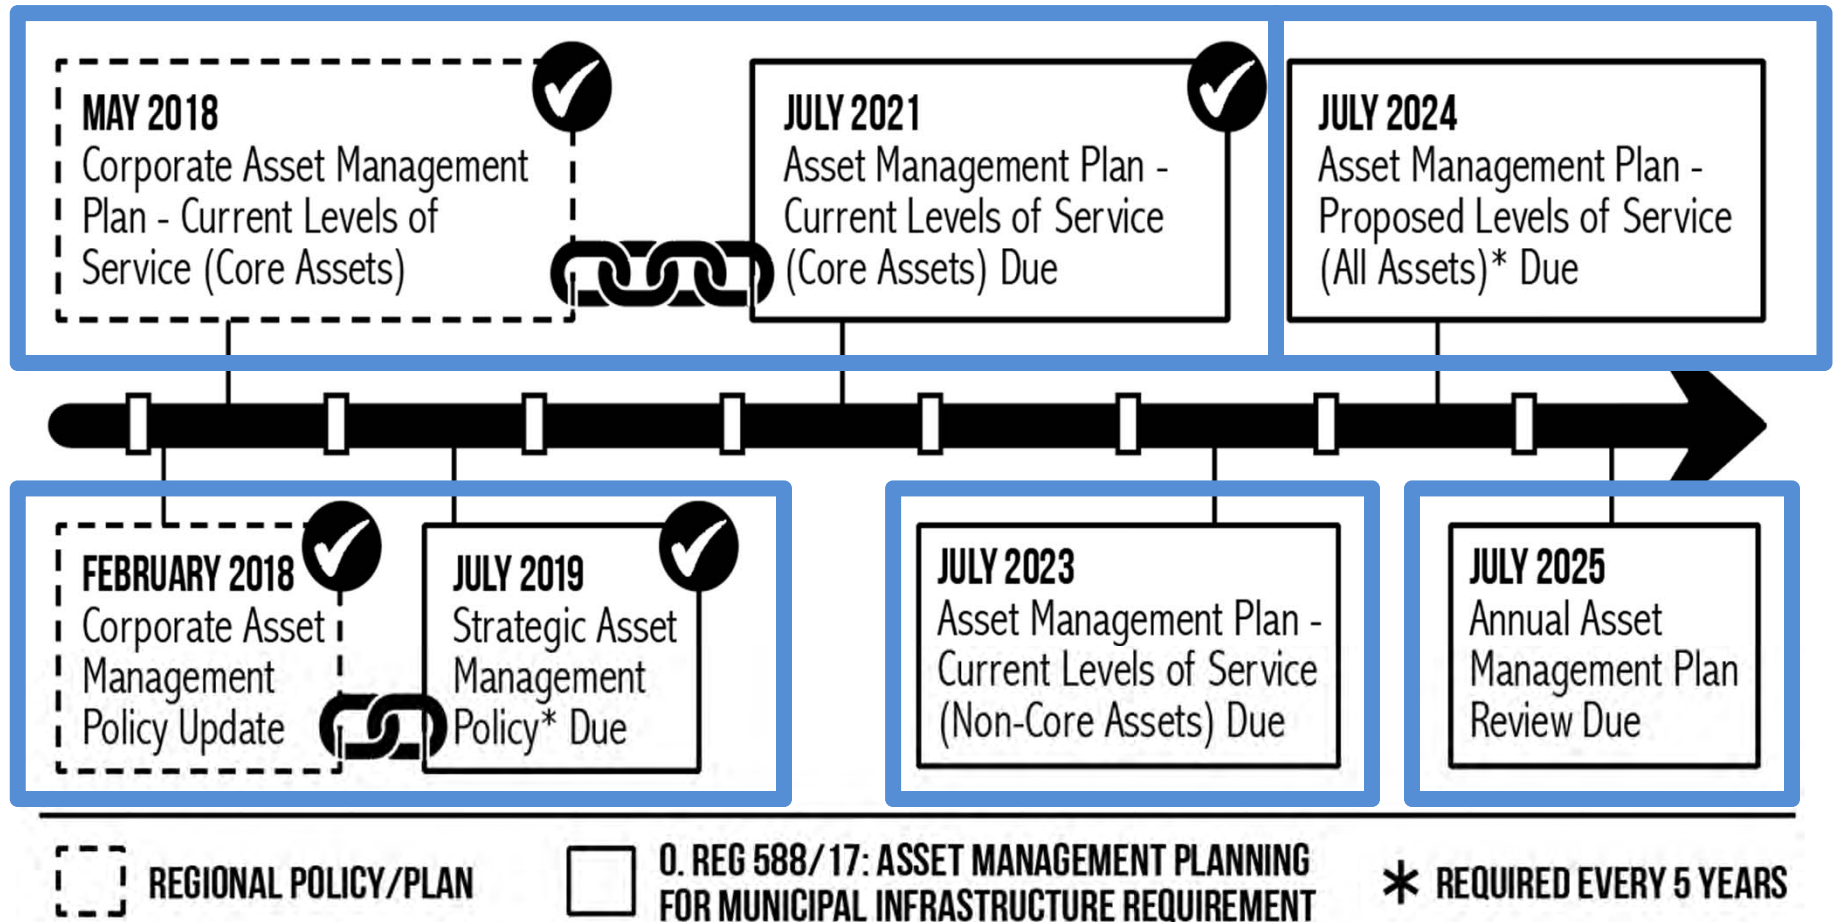 MAY 2018
Corporate Asset Management
Plan - Current Levels of
Service (Core Assets)
JULY 2021
Asset Management Plan -
Current Levels of Service
(Core Assets) Due
JULY 2024
Asset Management Plan -
Proposed Levels of Service
(All Assets)* Due
FEBRUARY 2018
Corporate Asset
Management
Policy Update
JULY 2019
Strategic Asset
Management
Policy* Due
JULY 2023
Asset Management Plan -
Current Levels of Service
(Non-Core Assets) Due
JULY 2025
Annual Asset
Management Plan
Review Due
REGIONAL POLICY/PLAN
O. REG 588/17: ASSET MANAGEMENT PLANNING
FOR MUNICIPAL INFRASTRUCTURE REQUIREMENT
* REQUIRED EVERY 5 YEARS